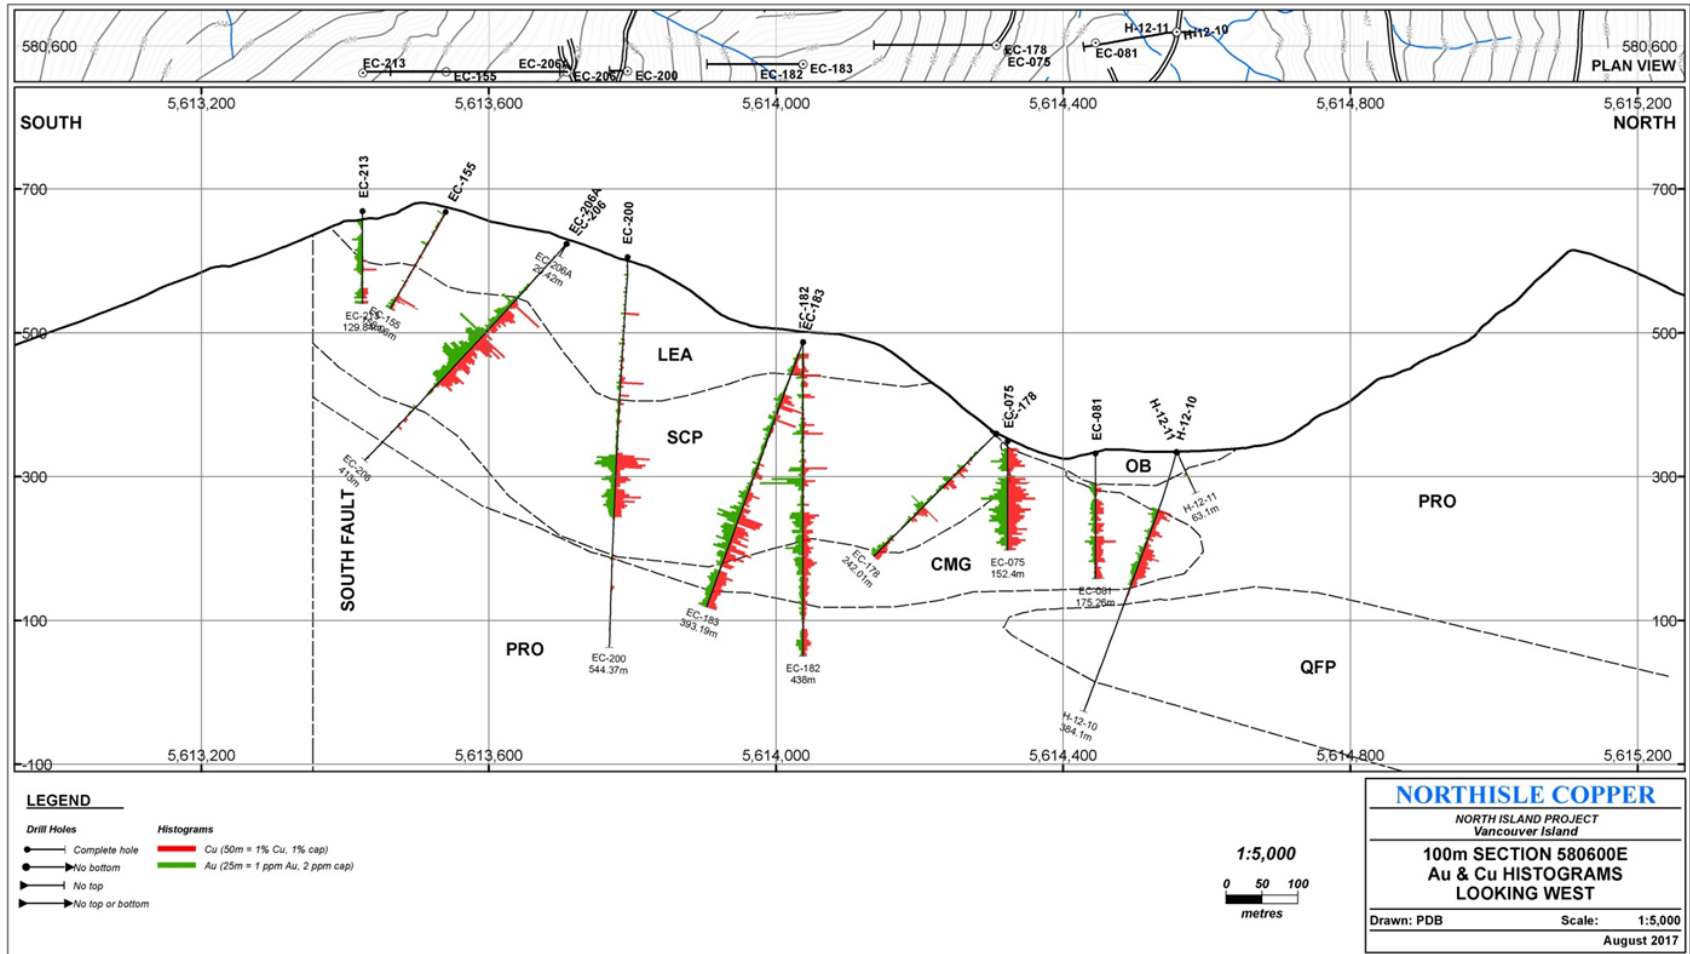 580,600
EC-213
EC-155
EC-206A
EC-206
EC-200
EC-182
EC-183
EC-178
EC-075
H-12-11
H-12-10
EC-081
580,600
PLAN VIEW
5,613,200
5,613,600
5,614,000
5,614,400
5,614,800
5,615,200
SOUTH
NORTH
EC-213
EC-155
EC-206A
EC-206
EC-200
EC-182
EC-183
EC-075
EC-178
EC-081
H-12-11
H-12-10
700
700
500
500
300
300
100
100
-100
-100
EC-206A
20.42m
EC-213
129.84m
EC-155
EC-206
413m
EC-200
544.37m
EC-183
393.19m
EC-182
438m
EC-178
242.01m
EC-075
152.4m
EC-081
175.26m
H-12-11
63.1m
H-12-10
384.1m
LEA
SCP
OB
PRO
CMG
SOUTH FAULT
PRO
QFP
5,613,200
5,613,600
5,614,000
5,614,400
5,614,800
5,615,200
LEGEND
Drill Holes
Complete hole
No bottom
No top
No top or bottom
Histograms
Cu (50m = 1% Cu, 1% cap)
Au (25m = 1 ppm Au, 2 ppm cap)
1:5,000
0 50 100
metres
NORTHISLE COPPER
NORTH ISLAND PROJECT
Vancouver Island
100m SECTION 580600E
Au & Cu HISTOGRAMS
LOOKING WEST
Drawn: PDB Scale: 1:5,000
August 2017